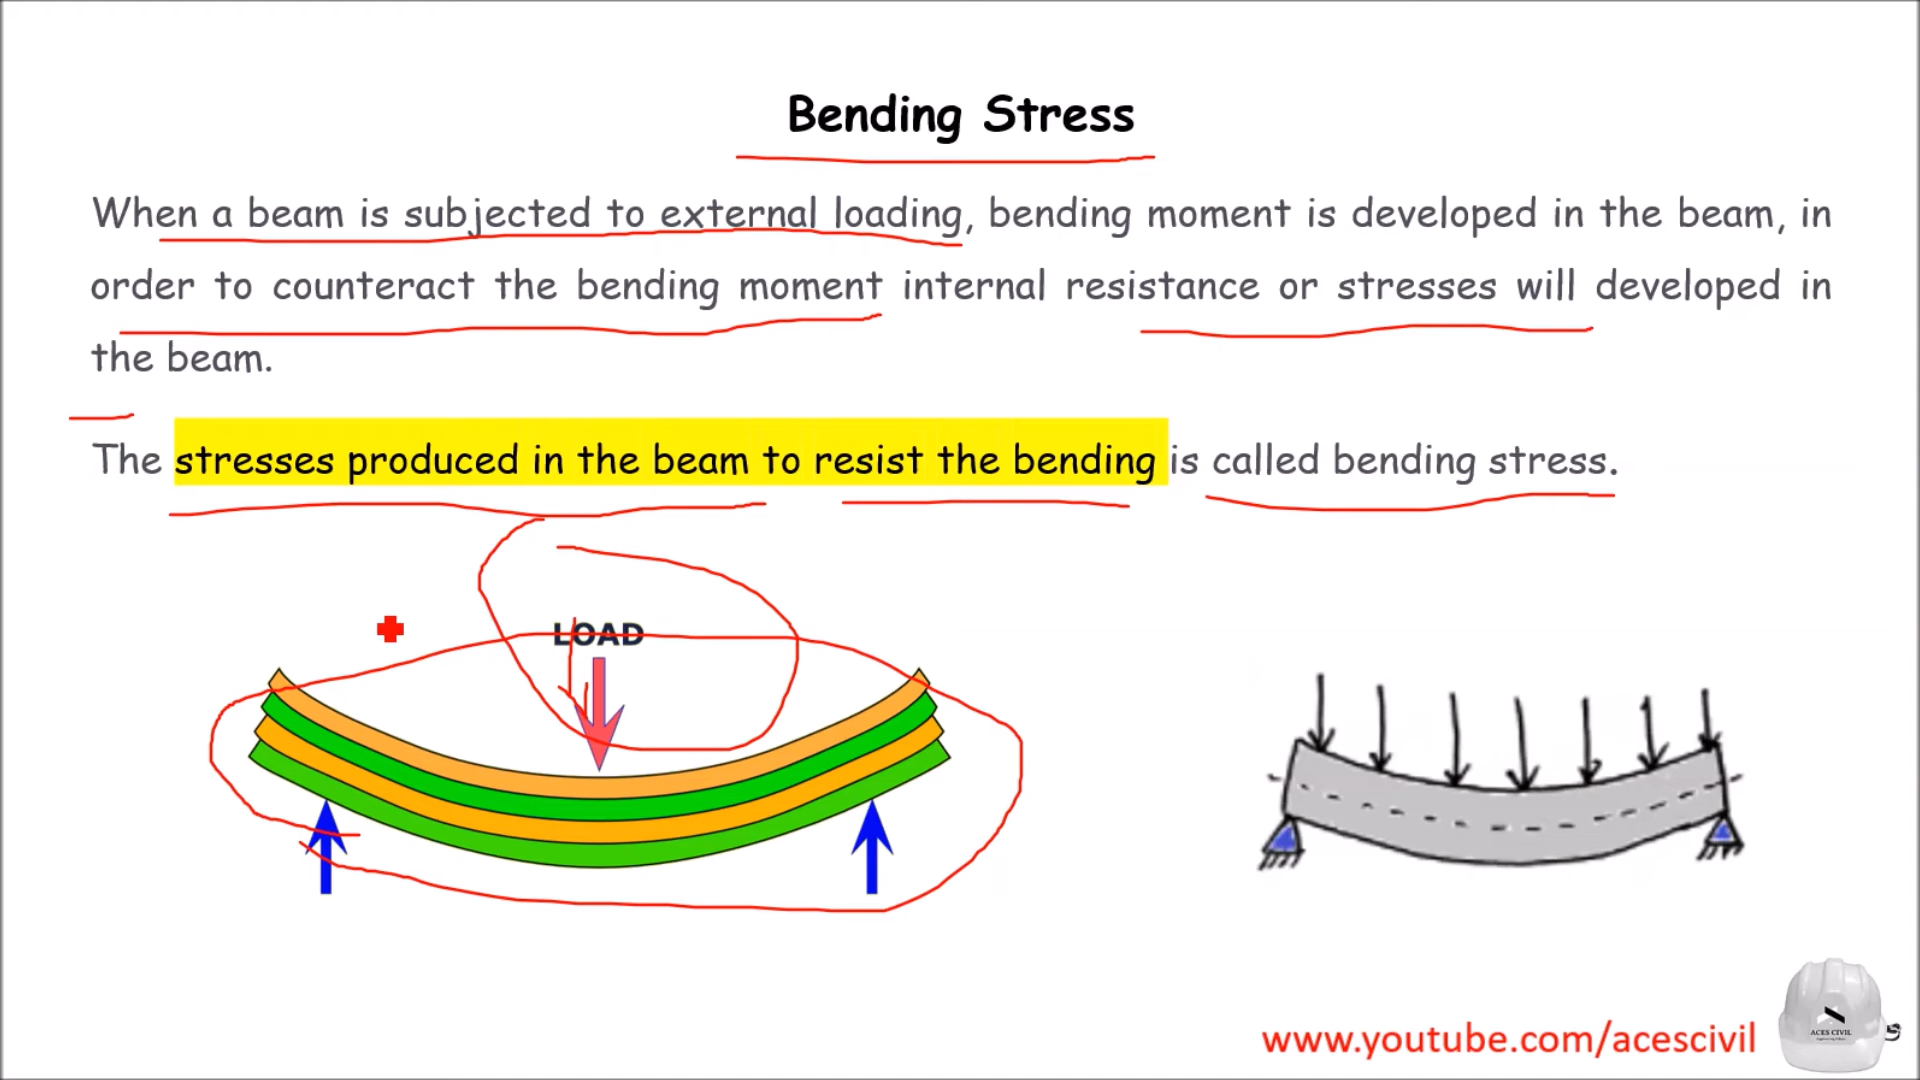 Bending Stress
When a beam is subjected to external loading, bending moment is developed in the beam, in
order to counteract the bending moment internal resistance or stresses will developed in
the beam.
The stresses produced in the beam to resist the bending is called bending stress.
LOAD
www.youtube.com/acescivil
ACES CIVIL